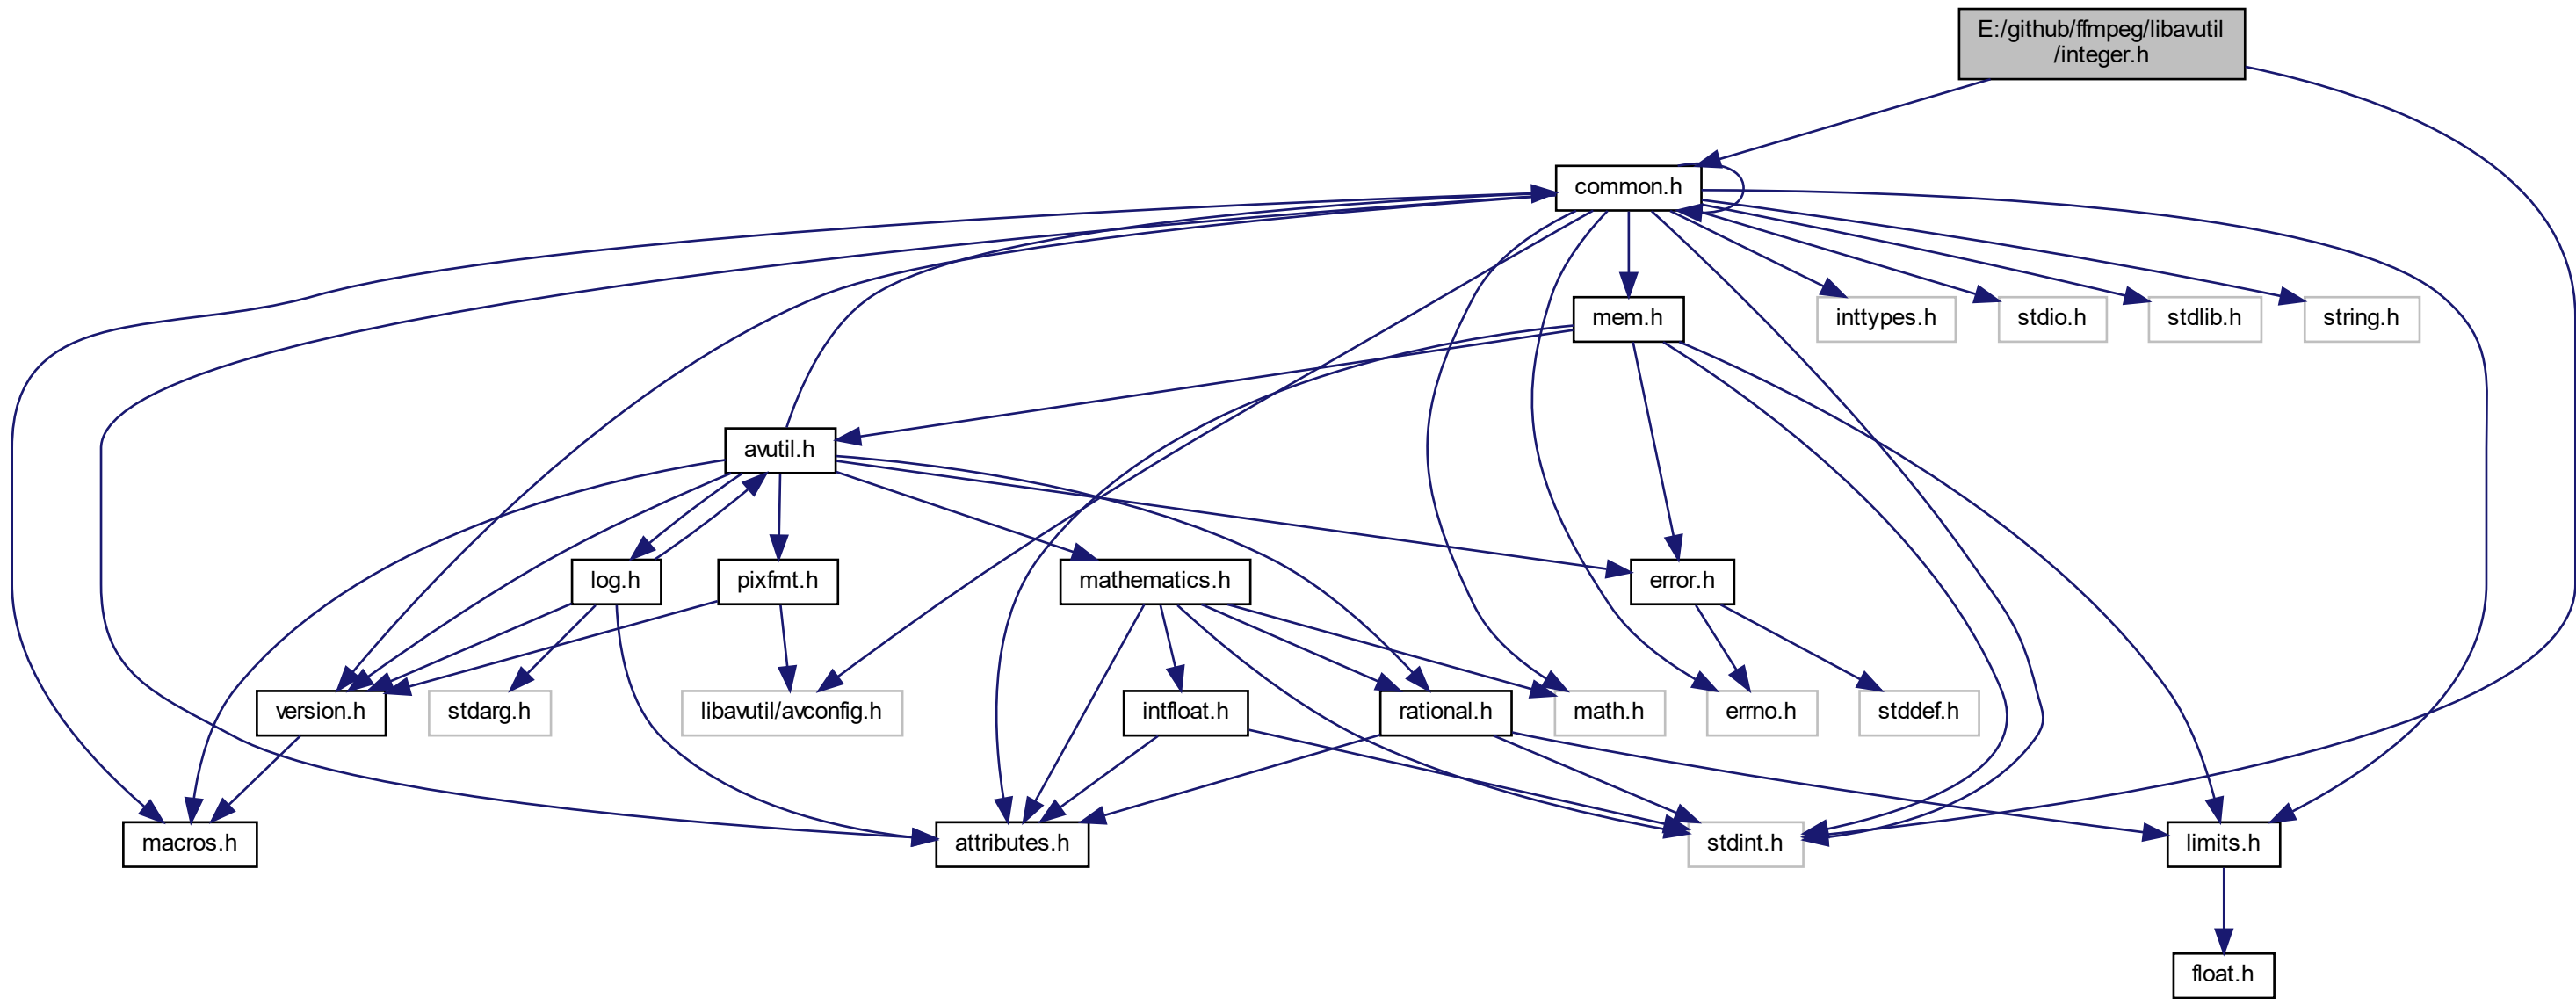 E:/github/ffmpeg/libavutil
/integer.h
common.h
mem.h
inttypes.h
stdio.h
stdlib.h
string.h
avutil.h
log.h
pixfmt.h
mathematics.h
error.h
version.h
stdarg.h
libavutil/avconfig.h
intfloat.h
rational.h
math.h
errno.h
stddef.h
macros.h
attributes.h
stdint.h
limits.h
float.h